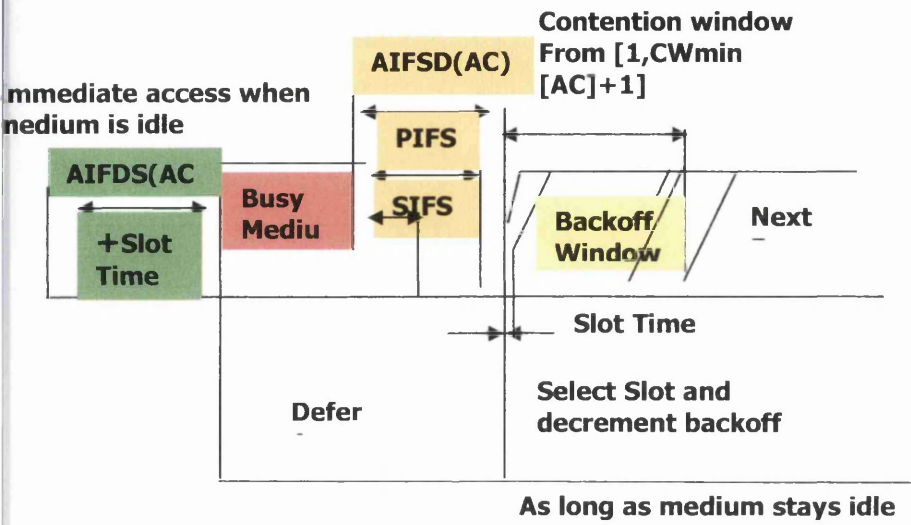 Contention window
From [1,CWmin
[AC]+1]
AIFSD(AC)
mmediate access when
nedium is idle
PIFS
AIFDS(AC
SIFS
Busy
Mediu
+Slot
Time
Backoff
Window
Next
Slot Time
Defer
Select Slot and
decrement backoff
As long as medium stays idle